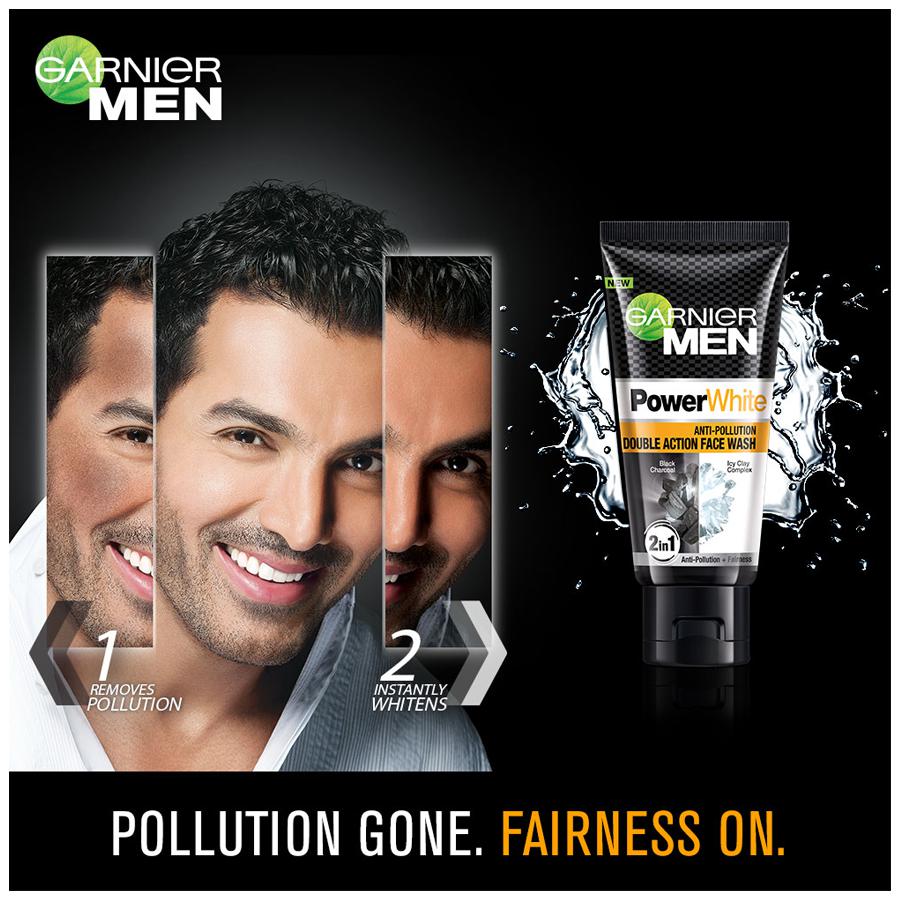 GARNIER
MEN
NEW
GARNIER
MEN
PowerWhite
ANTI-POLLUTION
DOUBLE ACTION FACE WASH
Black
Charcoal
Icy Clay
Complex
2in1
Anti-Pollution + Fairness
1
REMOVES
POLLUTION
2
INSTANTLY
WHITENS
POLLUTION GONE. FAIRNESS ON.